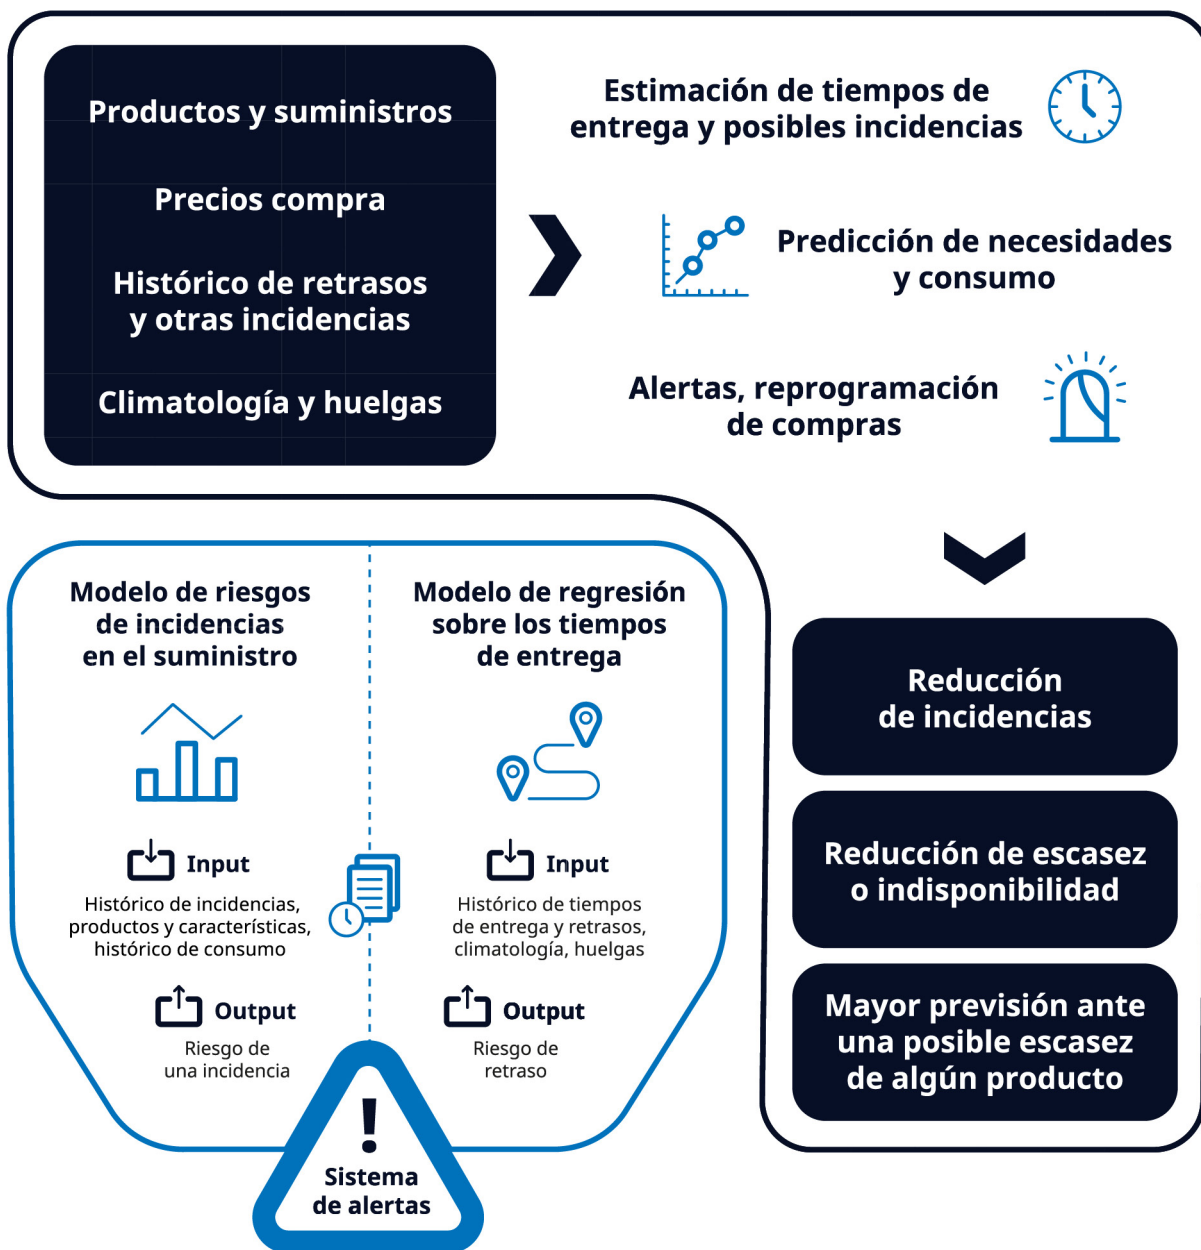 Productos y suministros
Precios compra
Histórico de retrasos
y otras incidencias
Climatología y huelgas
Estimación de tiempos de
entrega y posibles incidencias
Predicción de necesidades
y consumo
Alertas, reprogramación
de compras
Modelo de riesgos
de incidencias
en el suministro
Input
Histórico de incidencias,
productos y características,
histórico de consumo
Output
Riesgo de
una incidencia
Modelo de regresión
sobre los tiempos
de entrega
Input
Histórico de tiempos
de entrega y retrasos,
climatología, huelgas
Output
Riesgo de
retraso
!
Sistema
de alertas
Reducción
de incidencias
Reducción de escasez
o indisponibilidad
Mayor previsión ante
una posible escasez
de algún producto